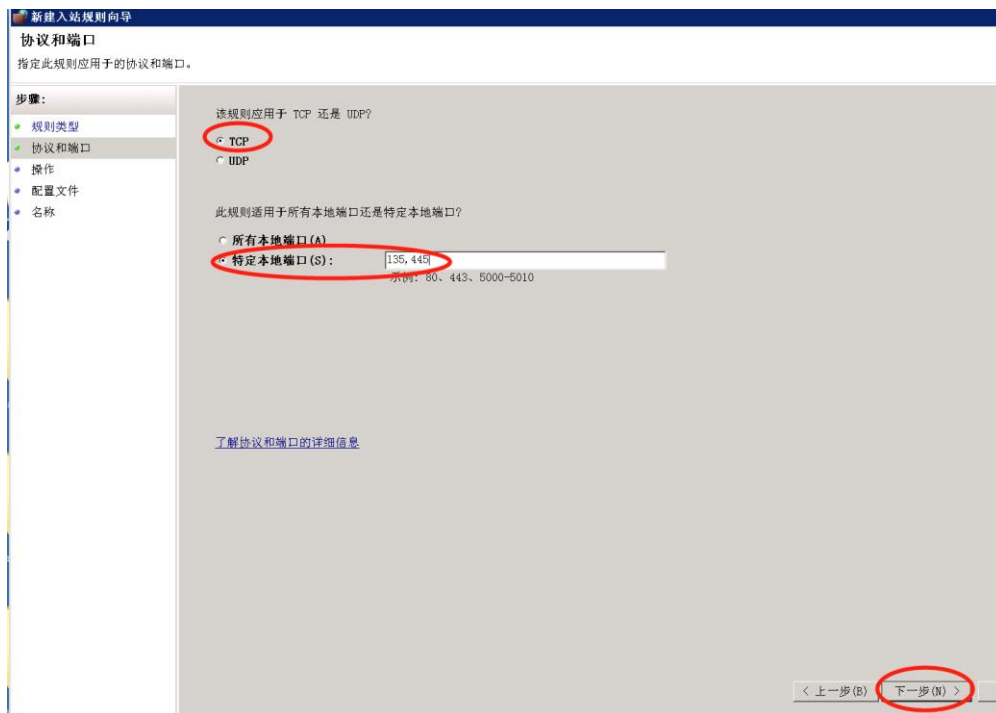 新建入站规则向导
协议和端口
指定此规则应用于的协议和端口。
步骤:
规则类型
协议和端口
操作
配置文件
名称
该规则应用于 TCP 还是 UDP?
TCP
UDP
此规则适用于所有本地端口还是特定本地端口?
所有本地端口(A)
特定本地端口(S): 135,445
示例: 80、443、5000-5010
了解协议和端口的详细信息
< 上一步(B) 下一步(N) >